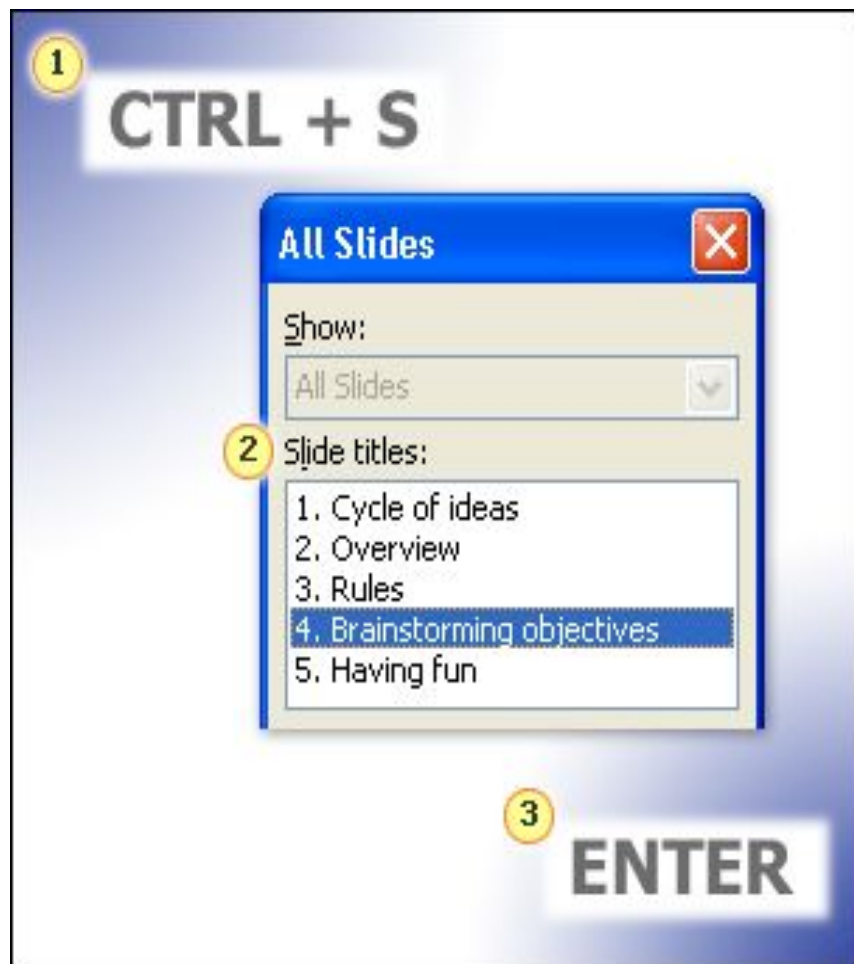 1
CTRL + S
All Slides
Show:
All Slides
2
Slide titles:
1. Cycle of ideas
2. Overview
3. Rules
4. Brainstorming objectives
5. Having fun
3
ENTER